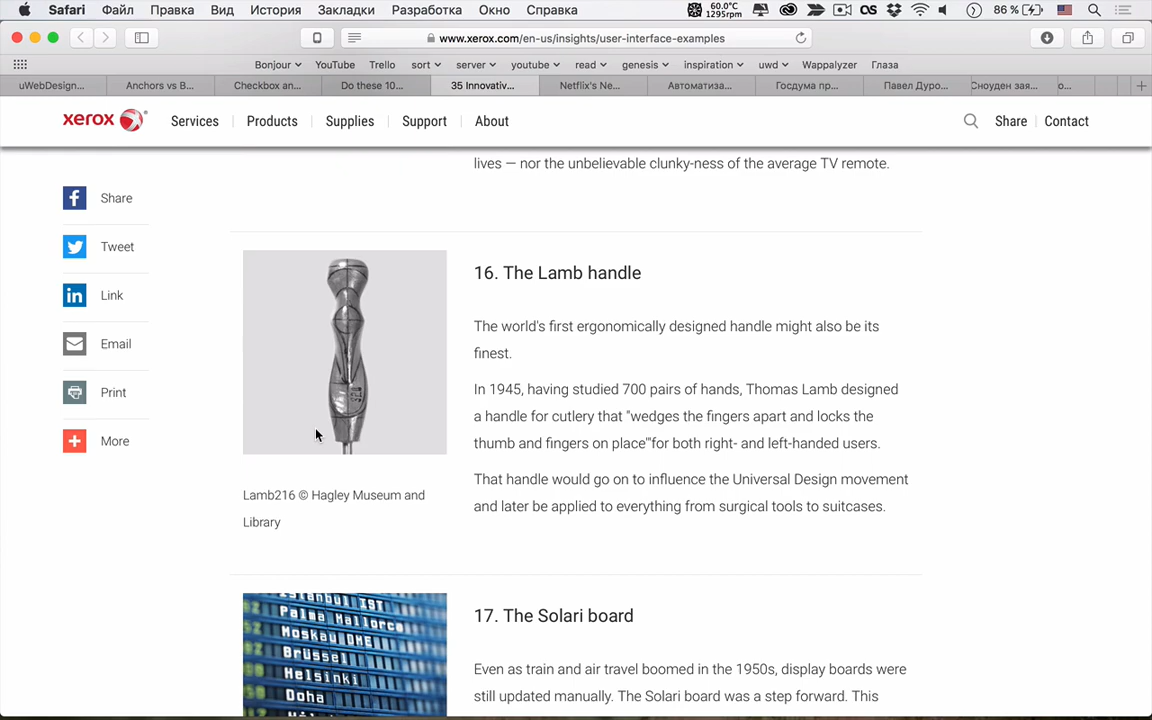 Safari Файл Правка Вид История Закладки Разработка Окно Справка 60.0°C 1295rpm 86 %
www.xerox.com/en-us/insights/user-interface-examples
Bonjour YouTube Trello sort server youtube read genesis inspiration uwd Wappalyzer Глаза
uWebDesign... Anchors vs B... Checkbox an... Do these 10... 35 Innovativ... Netflix's Ne... Автоматиза... Госдума пр... Павел Дуро... Сноуден зая... о...
xerox Services Products Supplies Support About Share Contact
lives — nor the unbelievable clunky-ness of the average TV remote.
Share
Tweet
Link
Email
Print
More
16. The Lamb handle
The world's first ergonomically designed handle might also be its
finest.
In 1945, having studied 700 pairs of hands, Thomas Lamb designed
a handle for cutlery that "wedges the fingers apart and locks the
thumb and fingers on place"'for both right- and left-handed users.
That handle would go on to influence the Universal Design movement
and later be applied to everything from surgical tools to suitcases.
Lamb216 © Hagley Museum and
Library
Istanbul IST
Palma Mallorca
Moskau DME
Brüssel
Helsinki
Doha
17. The Solari board
Even as train and air travel boomed in the 1950s, display boards were
still updated manually. The Solari board was a step forward. This